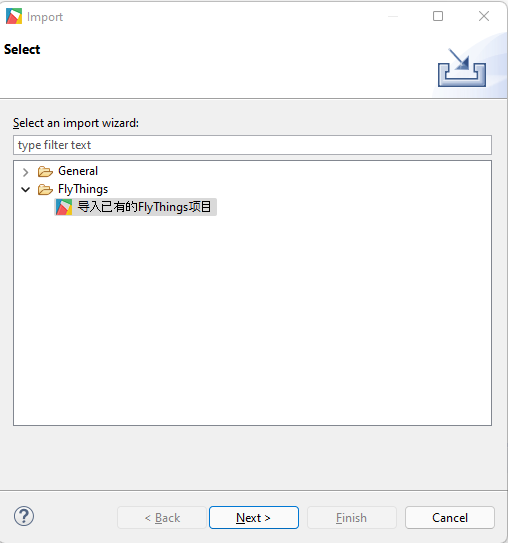 Import
Select
Select an import wizard:
type filter text
General
FlyThings
导入已有的FlyThings项目
< Back
Next >
Finish
Cancel